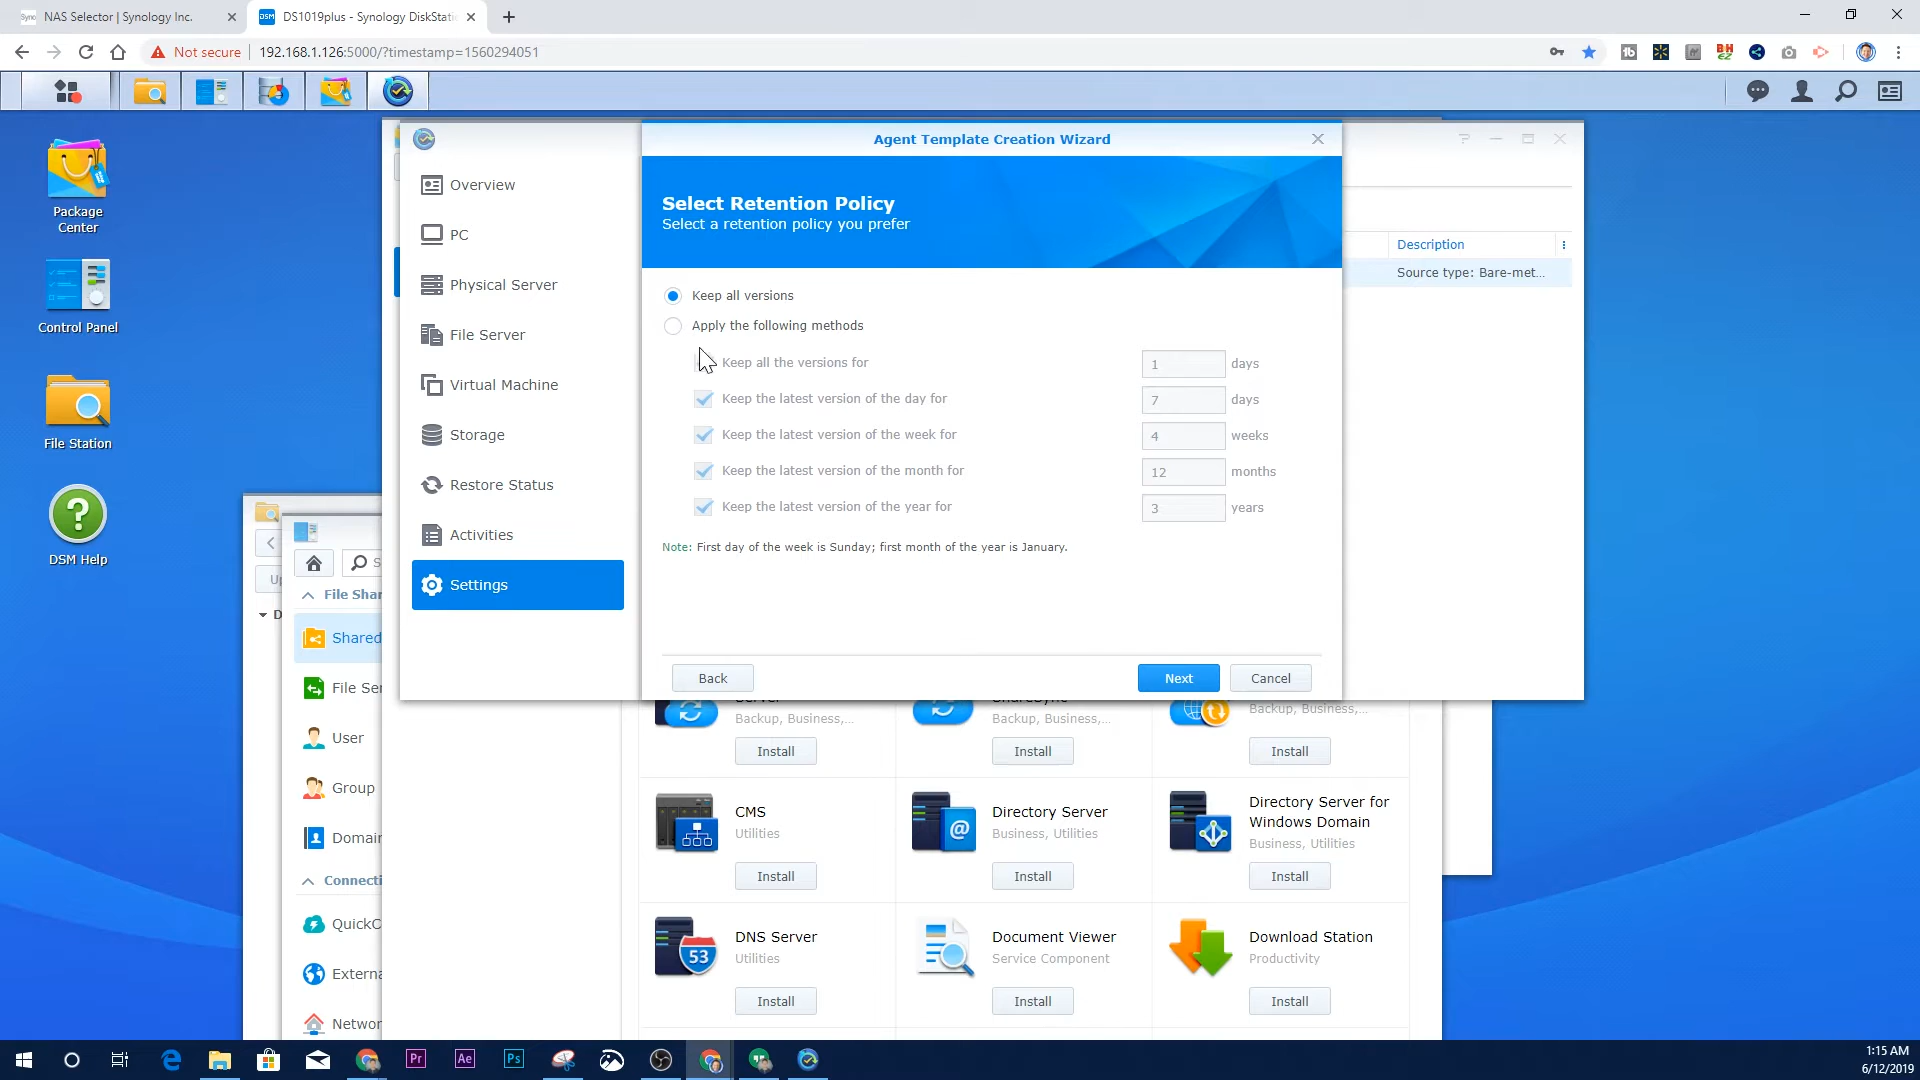 NAS Selector | Synology Inc.
DS1019plus - Synology DiskStati
Not secure
192.168.1.126:5000/?timestamp=1560294051
Package
Center
Control Panel
File Station
DSM Help
File Shar
Shared
File Ser
User
Group
Domain
Connecti
QuickC
Externa
Networ
Overview
PC
Physical Server
File Server
Virtual Machine
Storage
Restore Status
Activities
Settings
Agent Template Creation Wizard
Select Retention Policy
Select a retention policy you prefer
Keep all versions
Apply the following methods
Keep all the versions for 1 days
Keep the latest version of the day for 7 days
Keep the latest version of the week for 4 weeks
Keep the latest version of the month for 12 months
Keep the latest version of the year for 3 years
Note: First day of the week is Sunday; first month of the year is January.
Back
Next
Cancel
Description
Source type: Bare-met...
Backup, Business,...
Install
Backup, Business,...
Install
Backup, Business,...
Install
CMS
Utilities
Install
Directory Server
Business, Utilities
Install
Directory Server for
Windows Domain
Business, Utilities
Install
DNS Server
Utilities
Install
53
Document Viewer
Service Component
Install
Download Station
Productivity
Install
Pr
Ae
Ps
1:15 AM
6/12/2019